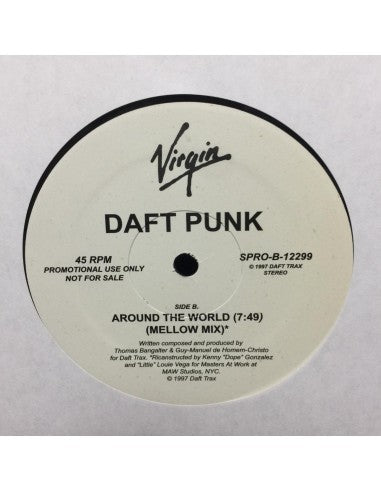 Virgin
DAFT PUNK
45 RPM
PROMOTIONAL USE ONLY
NOT FOR SALE
SPRO-B-12299
© 1997 DAFT TRAX
STEREO
SIDE B.
AROUND THE WORLD (7:49)
(MELLOW MIX)*
Written composed and produced by
Thomas Bangalter & Guy-Manuel de Homem-Christo
for Daft Trax. *Riconstructed by Kenny "Dope" Gonzalez
and "Little" Louie Vega for Masters At Work at
MAW Studios, NYC.
© 1997 Daft Trax